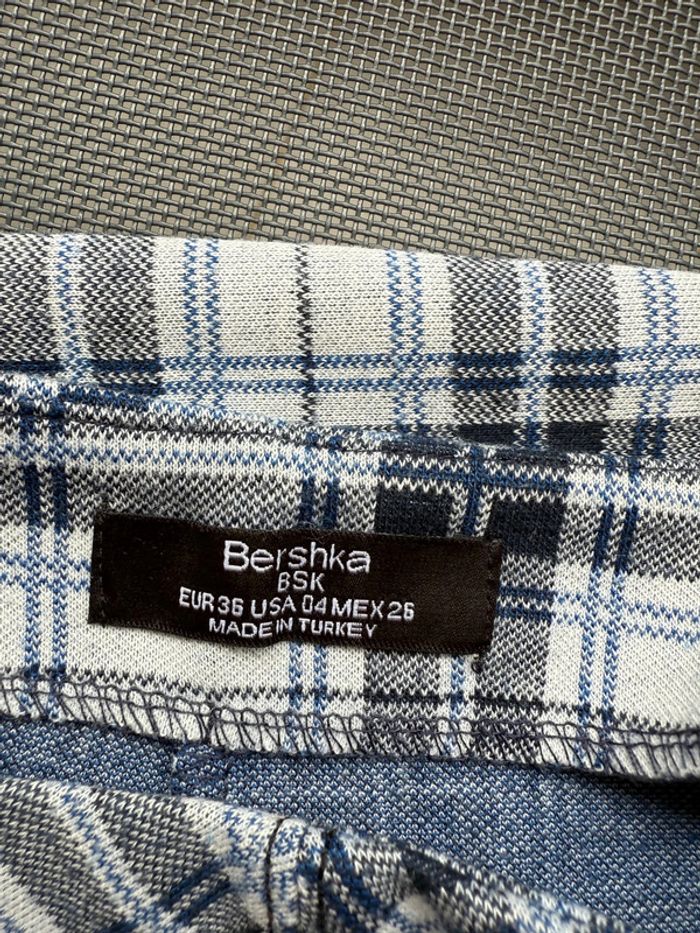 Bershka
BSK
EUR 36 USA 04 MEX 26
MADE IN TURKEY